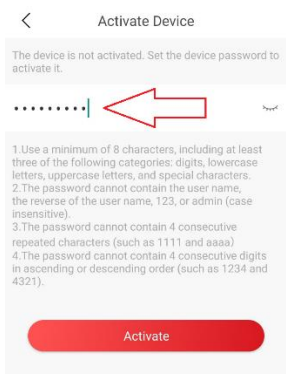 Activate Device
The device is not activated. Set the device password to
activate it.
•••••••••
1.Use a minimum of 8 characters, including at least
three of the following categories: digits, lowercase
letters, uppercase letters, and special characters.
2.The password cannot contain the user name,
the reverse of the user name, 123, or admin (case
insensitive).
3.The password cannot contain 4 consecutive
repeated characters (such as 1111 and aaaa)
4.The password cannot contain 4 consecutive digits
in ascending or descending order (such as 1234 and
4321).
Activate